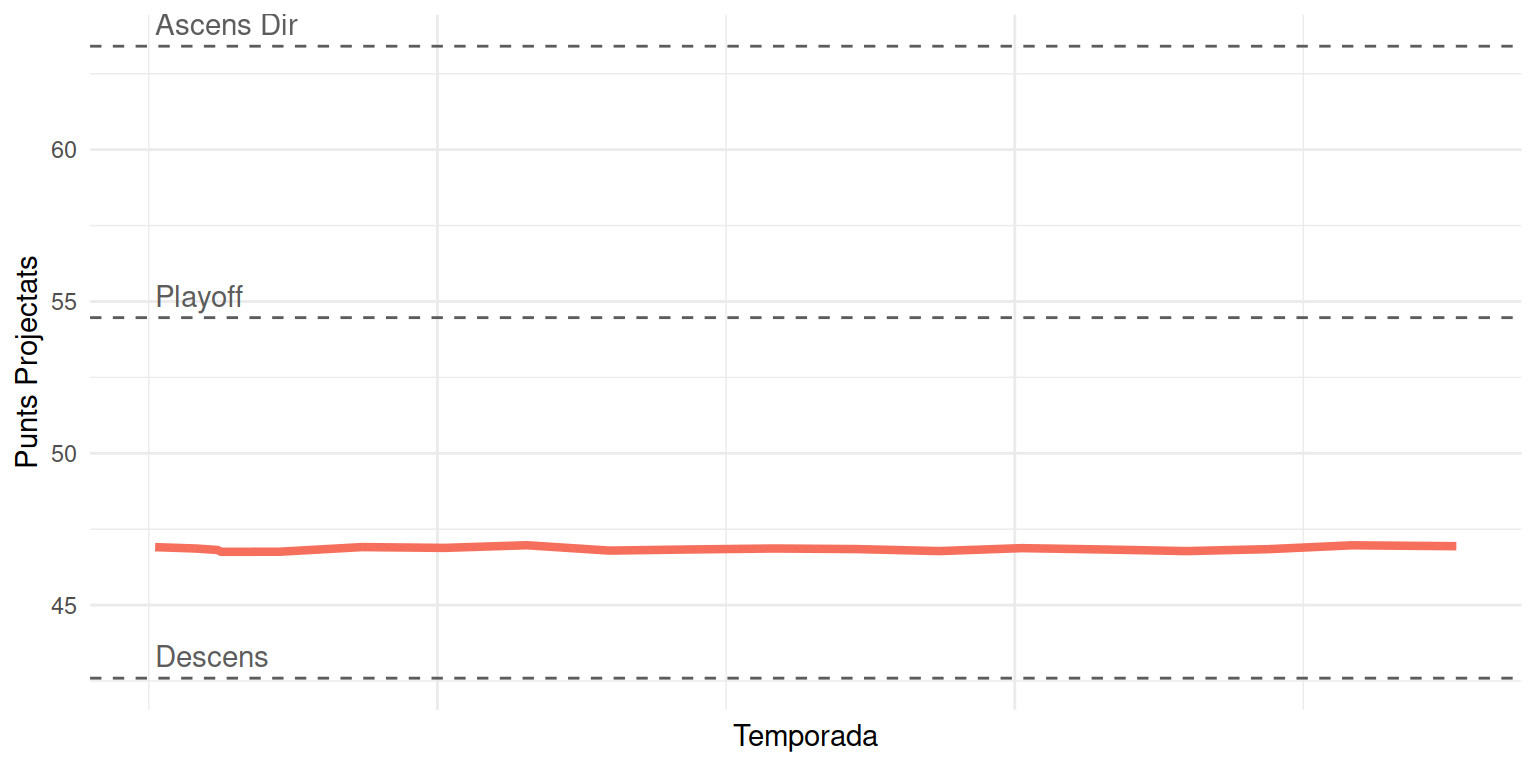 Ascens Dir
60
Playoff
55
Punts Projectats
50
45
Descens
Temporada